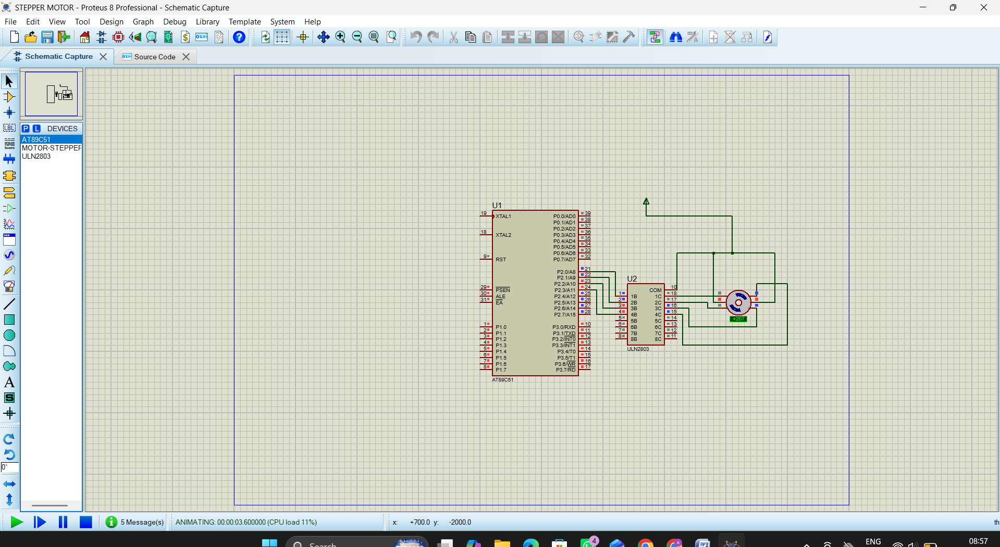 STEPPER MOTOR - Proteus 8 Professional - Schematic Capture
File Edit View Tool Design Graph Debug Library Template System Help
Schematic Capture
Source Code
P L DEVICES
AT89C51
MOTOR-STEPPER
ULN2803
LBL
A
S
0°
U1
19 XTAL1
18 XTAL2
9 RST
29 PSEN
30 ALE
31 EA
1 P1.0
2 P1.1
3 P1.2
4 P1.3
5 P1.4
6 P1.5
7 P1.6
8 P1.7
P0.0/AD0 39
P0.1/AD1 38
P0.2/AD2 37
P0.3/AD3 36
P0.4/AD4 35
P0.5/AD5 34
P0.6/AD6 33
P0.7/AD7 32
P2.0/A8 21
P2.1/A9 22
P2.2/A10 23
P2.3/A11 24
P2.4/A12 25
P2.5/A13 26
P2.6/A14 27
P2.7/A15 28
P3.0/RXD 10
P3.1/TXD 11
P3.2/INT0 12
P3.3/INT1 13
P3.4/T0 14
P3.5/T1 15
P3.6/WR 16
P3.7/RD 17
AT89C51
U2
COM 10
1 1B 1C 18
2 2B 2C 17
3 3B 3C 16
4 4B 4C 15
5 5B 5C 14
6 6B 6C 13
7 7B 7C 12
8 8B 8C 11
ULN2803
+207
5 Message(s)
ANIMATING: 00:00:03.600000 (CPU load 11%)
x: +700.0 y: -2000.0
th
Search
4
ENG
08:57